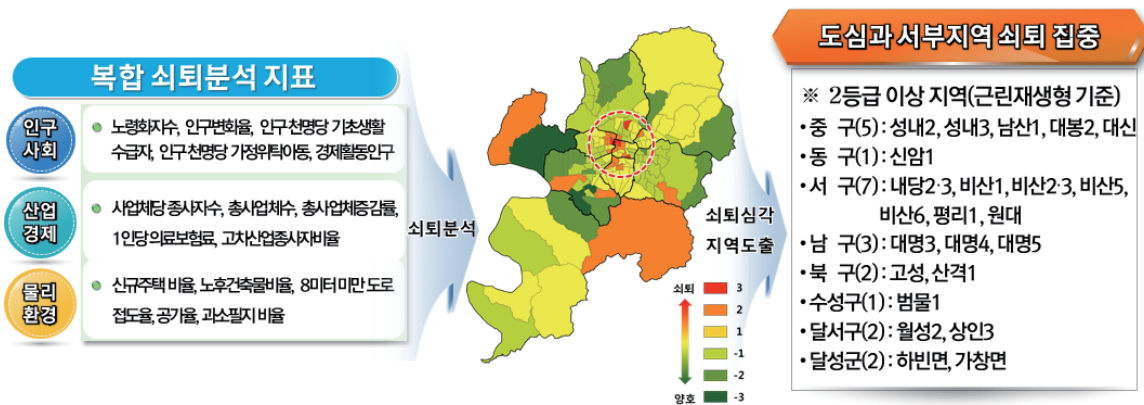 복합 쇠퇴분석 지표
인구
사회
노령화지수, 인구변화율, 인구 천명당 기초생활
수급자, 인구 천명당 가정위탁아동, 경제활동인구
산업
경제
사업체당 종사자수, 총사업체수, 총사업체증감률,
1인당 의료보험료, 고차산업종사자비율
물리
환경
신규주택 비율, 노후건축물비율, 8미터 미만 도로
접도율, 공가율, 과소필지 비율
쇠퇴분석
쇠퇴
3
2
1
-1
-2
-3
양호
쇠퇴심각
지역도출
도심과 서부지역 쇠퇴 집중
※ 2등급 이상 지역(근린재생형 기준)
• 중 구(5) : 성내2, 성내3, 남산1, 대봉2, 대신
• 동 구(1) : 신암1
• 서 구(7) : 내당2·3, 비산1, 비산2·3, 비산5,
비산6, 평리1, 원대
• 남 구(3) : 대명3, 대명4, 대명5
• 북 구(2) : 고성, 산격1
• 수성구(1) : 범물1
• 달서구(2) : 월성2, 상인3
• 달성군(2) : 하빈면, 가창면